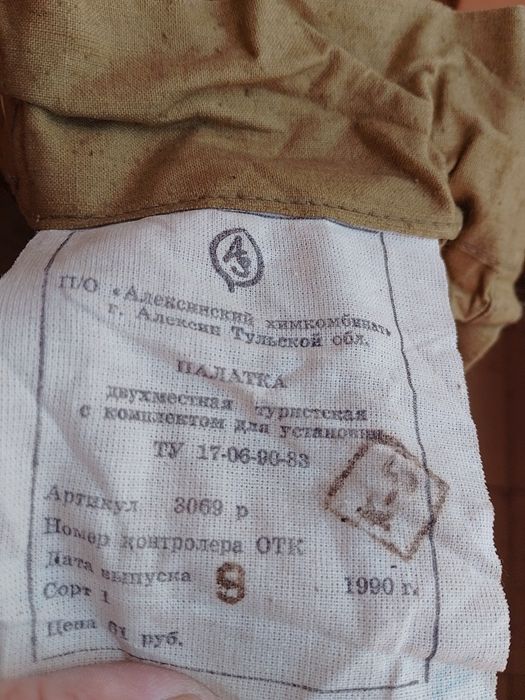 П/О «Алексинский химкомбинат»
г. Алексин Тульской обл.
ПАЛАТКА
двухместная туристская
с комплектом для установки
ТУ 17-06-90-83
Артикул 3069 р
Номер контролера ОТК
Дата выпуска 9 1990 г.
Сорт 1
Цена 61 руб.